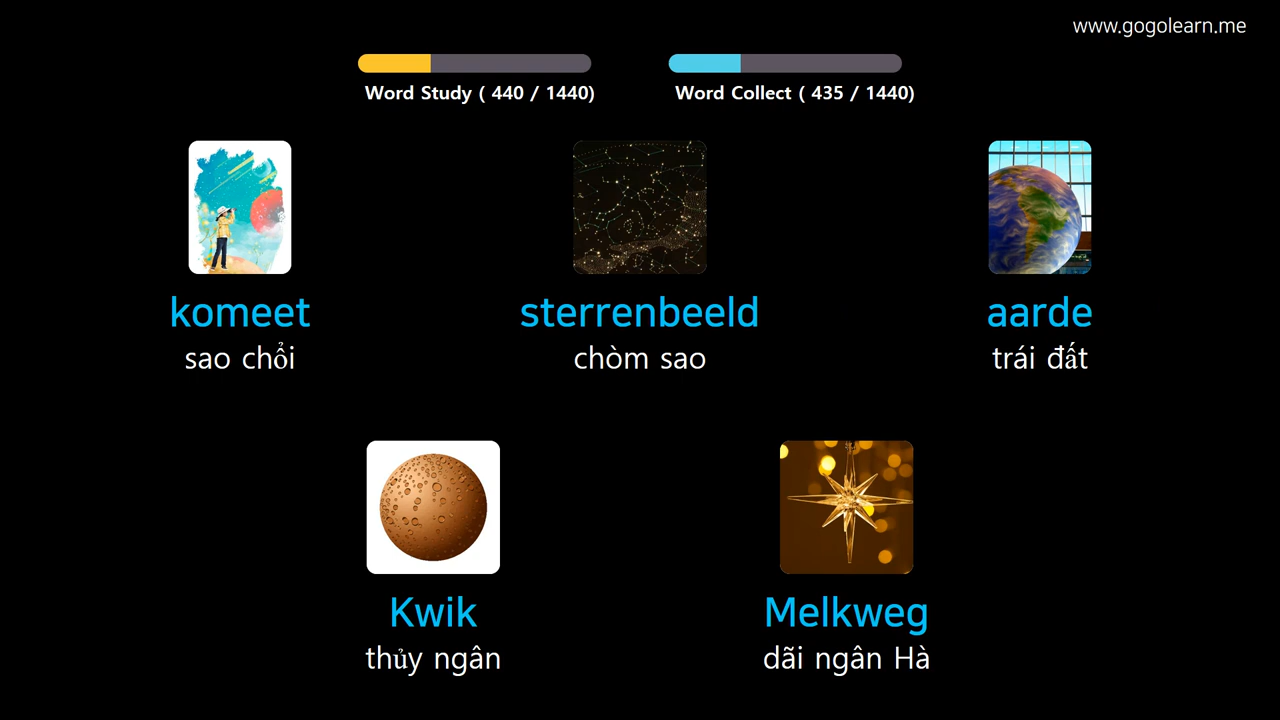 www.gogolearn.me
Word Study ( 440 / 1440)
Word Collect ( 435 / 1440)
komeet
sao chổi
sterrenbeeld
chòm sao
aarde
trái đất
Kwik
thủy ngân
Melkweg
dãi ngân Hà